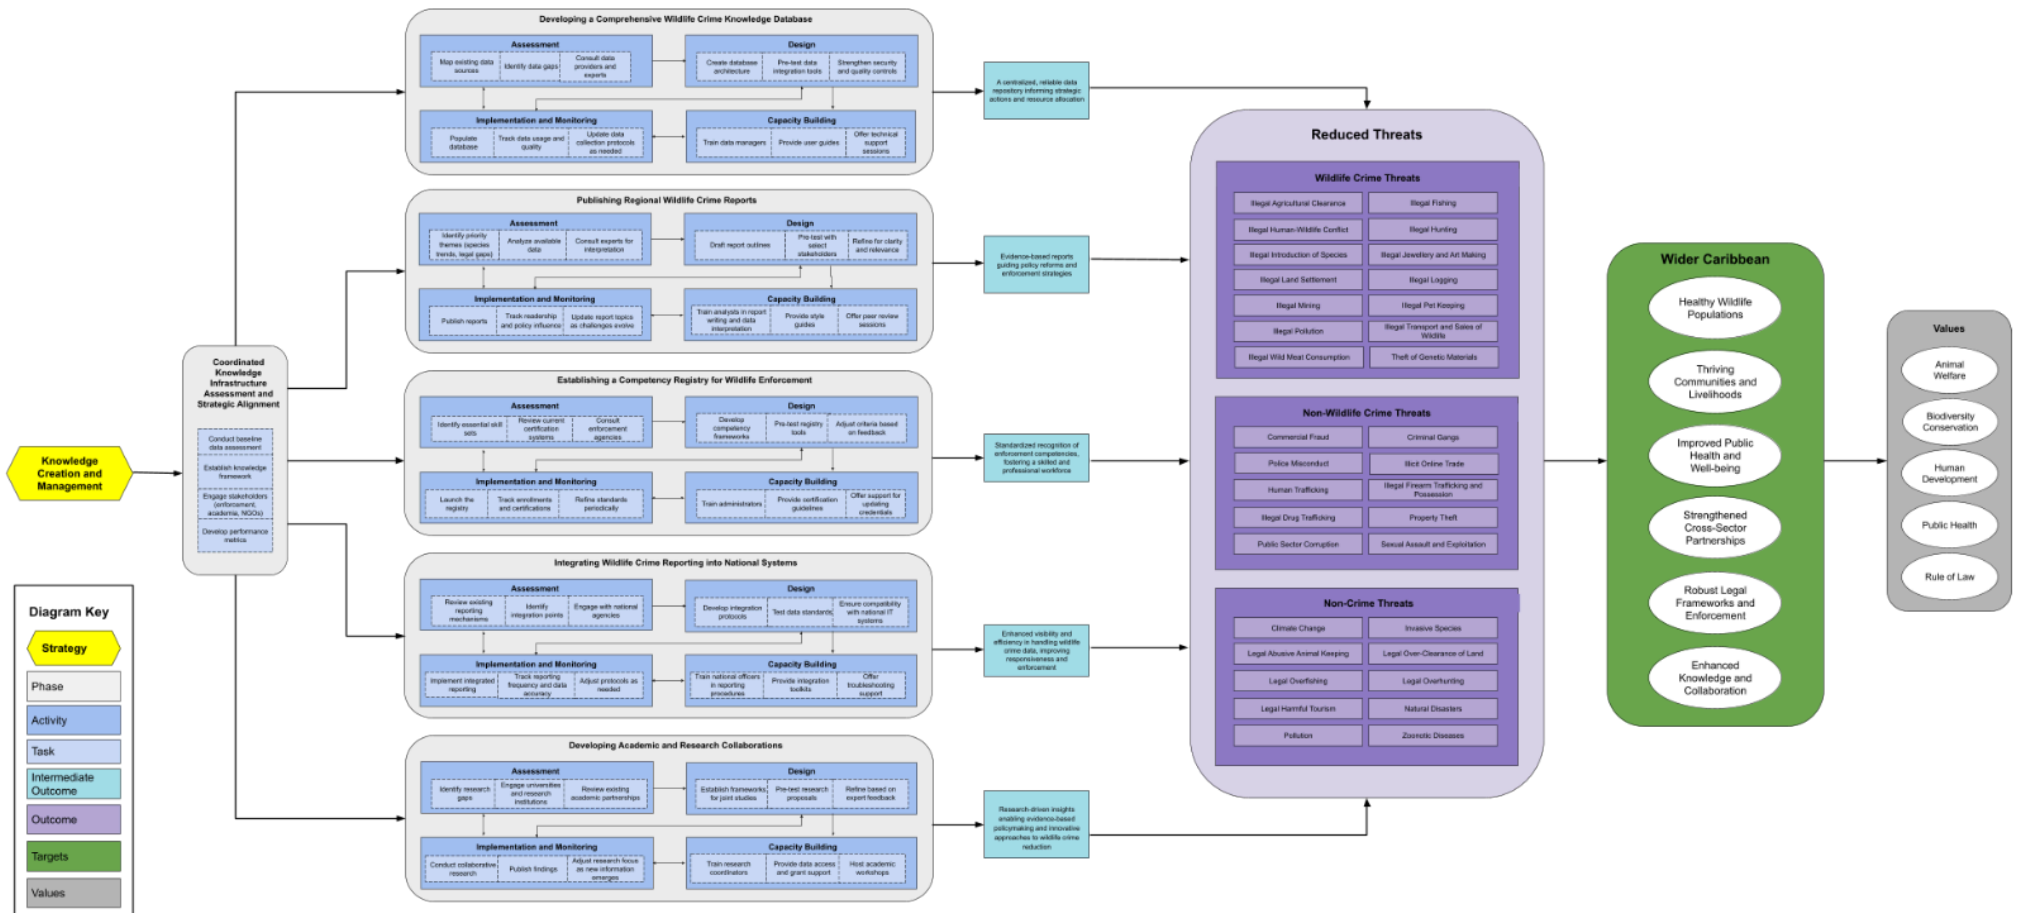 Knowledge
Creation and
Management
Coordinated
Knowledge
Infrastructure
Assessment and
Strategic Alignment
Conduct baseline
data assessment
Establish knowledge
framework
Engage stakeholders
(enforcement,
academia, NGOs)
Develop performance
metrics
Developing a Comprehensive Wildlife Crime Knowledge Database
Assessment
Map existing data
sources
Identify data gaps
Consult data
providers and
experts
Design
Create database
architecture
Pre-test data
integration tools
Strengthen security
and quality controls
Implementation and Monitoring
Populate
database
Track data usage and
quality
Update data
collection protocols
as needed
Capacity Building
Train data managers
Provide user guides
Offer technical
support
sessions
Publishing Regional Wildlife Crime Reports
Assessment
Identify priority
themes (species
trends, legal gaps)
Analyze available
data
Consult experts for
interpretation
Design
Draft report outlines
Pre-test with
select
stakeholders
Refine for clarity
and relevance
Implementation and Monitoring
Publish reports
Track readership
and policy influence
Update report topics
as challenges evolve
Capacity Building
Train analysts in report
writing and data
interpretation
Provide style
guides
Offer peer review
sessions
Establishing a Competency Registry for Wildlife Enforcement
Assessment
Identify essential skill
sets
Review current
certification
systems
Consult
enforcement
agencies
Design
Develop
competency
frameworks
Pre-test registry
tools
Adjust criteria based
on feedback
Implementation and Monitoring
Launch the
registry
Track enrollments
and certifications
Refine standards
periodically
Capacity Building
Train administrators
Provide certification
guidelines
Offer support for
updating
credentials
Integrating Wildlife Crime Reporting into National Systems
Assessment
Review existing
reporting
mechanisms
Identify
integration points
Engage with national
agencies
Design
Develop integration
protocols
Test data standards
Ensure compatibility
with national IT
systems
Implementation and Monitoring
Implement integrated
reporting
Track reporting
frequency and data
accuracy
Adjust protocols as
needed
Capacity Building
Train national officers
in reporting
procedures
Provide integration
toolkits
Offer
troubleshooting
support
Developing Academic and Research Collaborations
Assessment
Identify research
gaps
Engage universities
and research
institutions
Review existing
academic partnerships
Design
Establish frameworks
for joint studies
Pre-test research
proposals
Refine based on
expert feedback
Implementation and Monitoring
Conduct collaborative
research
Publish findings
Adjust research focus
as new information
emerges
Capacity Building
Train research
coordinators
Provide data access
and grant support
Host academic
workshops
A centralized, reliable data
repository informing strategic
actions and resource allocation
Evidence-based reports
guiding policy reforms and
enforcement strategies
Standardized recognition of
enforcement competencies,
fostering a skilled and
professional workforce
Enhanced visibility and
efficiency in handling wildlife
crime data, improving
responsiveness and
enforcement
Research-driven insights
enabling evidence-based
policymaking and innovative
approaches to wildlife crime
reduction
Reduced Threats
Wildlife Crime Threats
Illegal Agricultural Clearance
Illegal Fishing
Illegal Human-Wildlife Conflict
Illegal Hunting
Illegal Introduction of Species
Illegal Jewellery and Art Making
Illegal Land Settlement
Illegal Logging
Illegal Mining
Illegal Pet Keeping
Illegal Pollution
Illegal Transport and Sales of
Wildlife
Illegal Wild Meat Consumption
Theft of Genetic Materials
Non-Wildlife Crime Threats
Commercial Fraud
Criminal Gangs
Police Misconduct
Illicit Online Trade
Human Trafficking
Illegal Firearm Trafficking and
Possession
Illegal Drug Trafficking
Property Theft
Public Sector Corruption
Sexual Assault and Exploitation
Non-Crime Threats
Climate Change
Invasive Species
Legal Abusive Animal Keeping
Legal Over-Clearance of Land
Legal Overfishing
Legal Overhunting
Legal Harmful Tourism
Natural Disasters
Pollution
Zoonotic Diseases
Wider Caribbean
Healthy Wildlife
Populations
Thriving
Communities and
Livelihoods
Improved Public
Health and
Well-being
Strengthened
Cross-Sector
Partnerships
Robust Legal
Frameworks and
Enforcement
Enhanced
Knowledge and
Collaboration
Values
Animal
Welfare
Biodiversity
Conservation
Human
Development
Public Health
Rule of Law
Diagram Key
Strategy
Phase
Activity
Task
Intermediate
Outcome
Outcome
Targets
Values